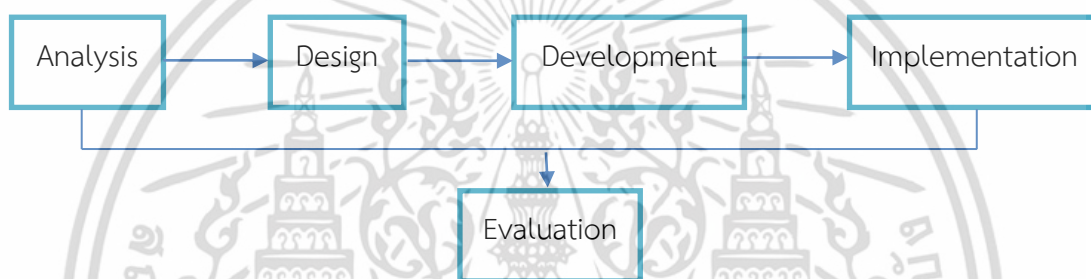 Analysis
Design
Development
Implementation
Evaluation